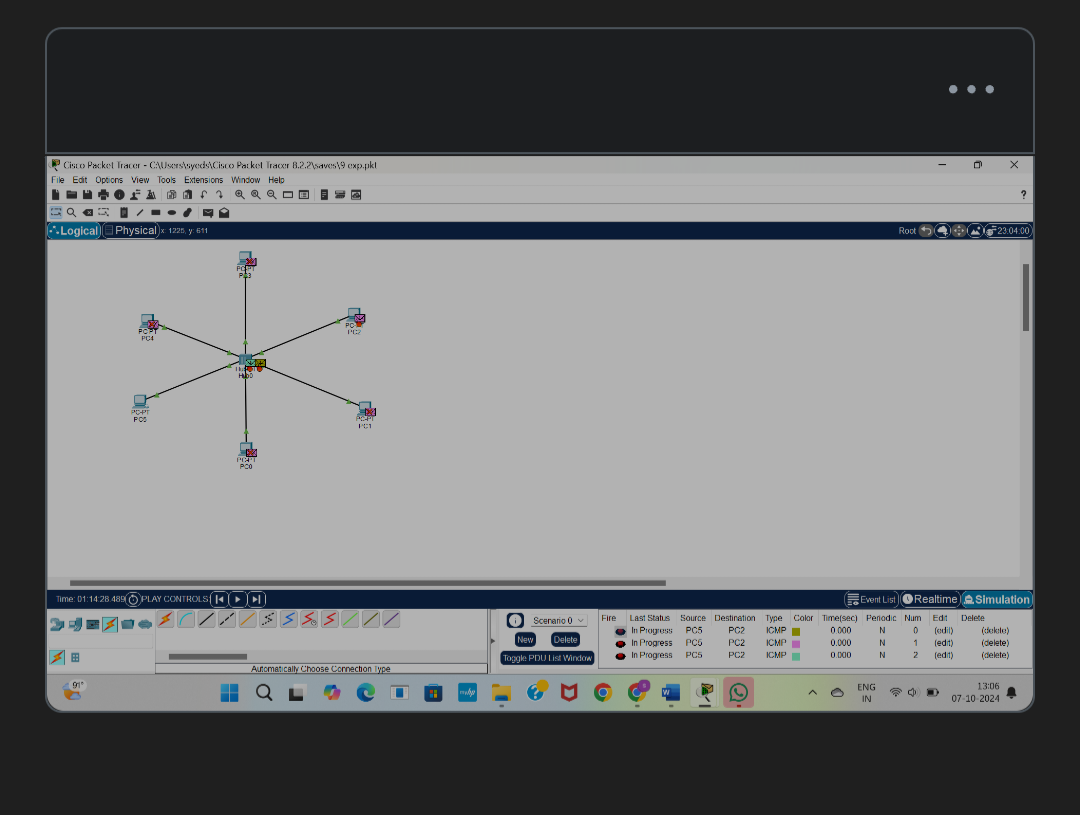 Cisco Packet Tracer - C:\Users\syeds\Cisco Packet Tracer 8.2.2\saves\9 exp.pkt
File Edit Options View Tools Extensions Window Help
?
Logical Physical x: 1225, y: 611 Root 23:04:00
PC-PT
PC3
PC-PT
PC4
PC2
Hub0
PC-PT
PC5
PC-PT
PC1
PC-PT
PC0
Time: 01:14:28.489 PLAY CONTROLS: Event List Realtime Simulation
Scenario 0
New Delete
Toggle PDU List Window
Automatically Choose Connection Type
Fire Last Status Source Destination Type Color Time(sec) Periodic Num Edit Delete
In Progress PC5 PC2 ICMP 0.000 N 0 (edit) (delete)
In Progress PC5 PC2 ICMP 0.000 N 1 (edit) (delete)
In Progress PC5 PC2 ICMP 0.000 N 2 (edit) (delete)
91°
ENG
IN
13:06
07-10-2024